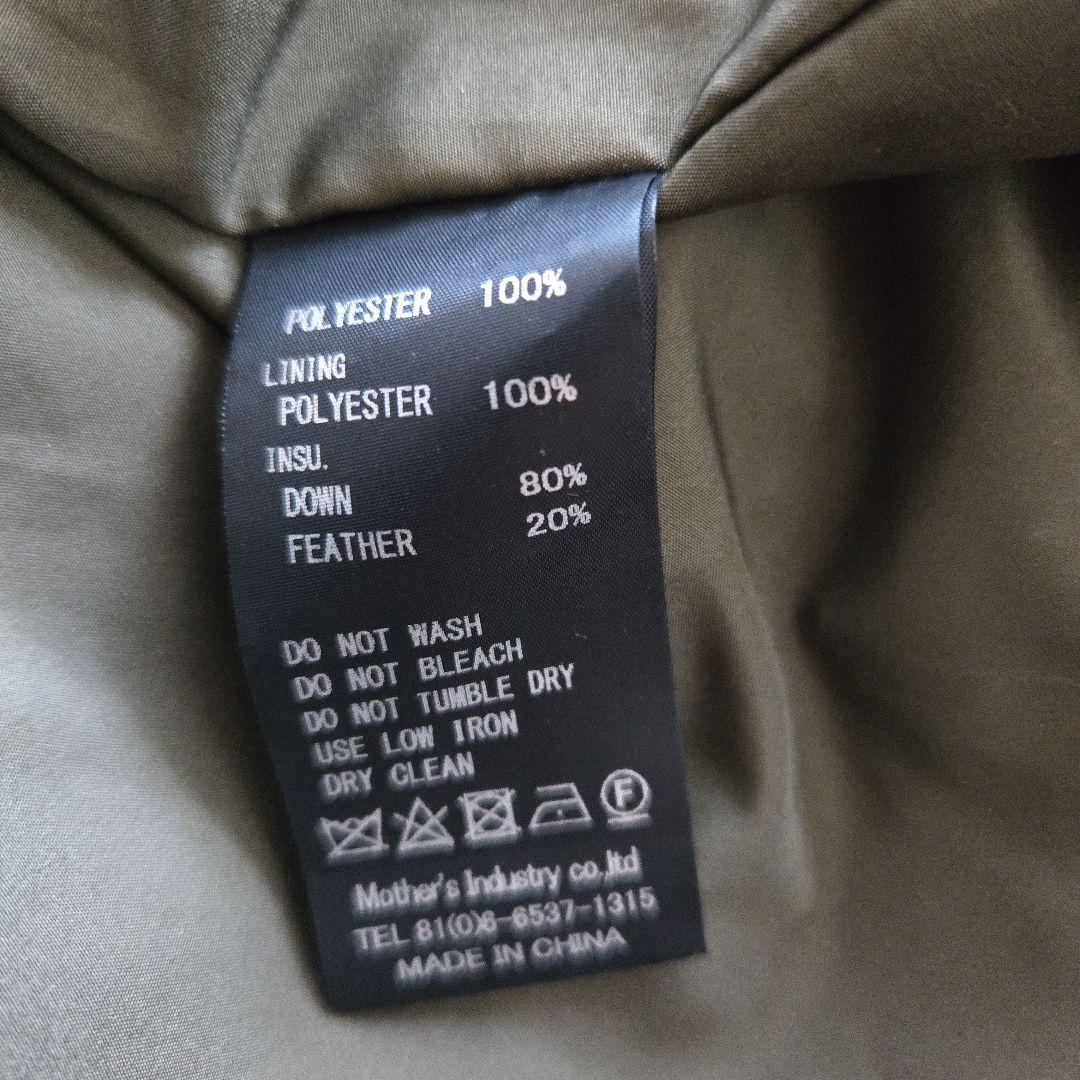 POLYESTER 100%
LINING
POLYESTER 100%
INSU.
DOWN 80%
FEATHER 20%
DO NOT WASH
DO NOT BLEACH
DO NOT TUMBLE DRY
USE LOW IRON
DRY CLEAN
F
Mother's Industry co.,ltd
TEL 81(0)6-6537-1315
MADE IN CHINA